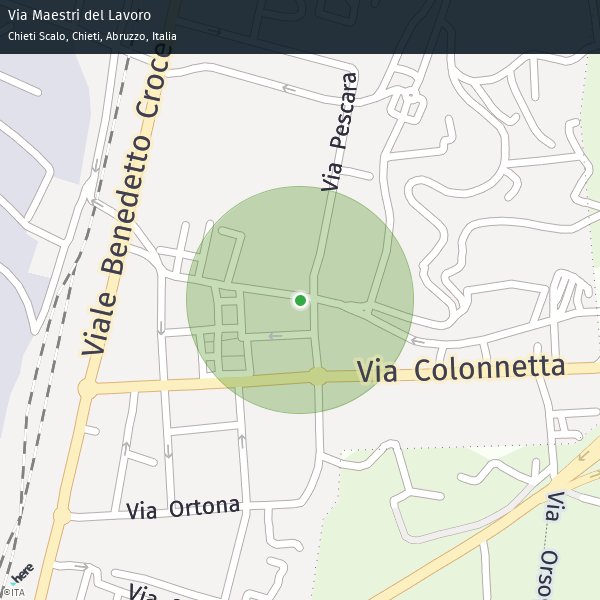 Via Maestri del Lavoro
Chieti Scalo, Chieti, Abruzzo, Italia
Viale Benedetto Croce
Via Pescara
Via Colonnetta
Via Ortona
Via Orso
Via
here
©ITA